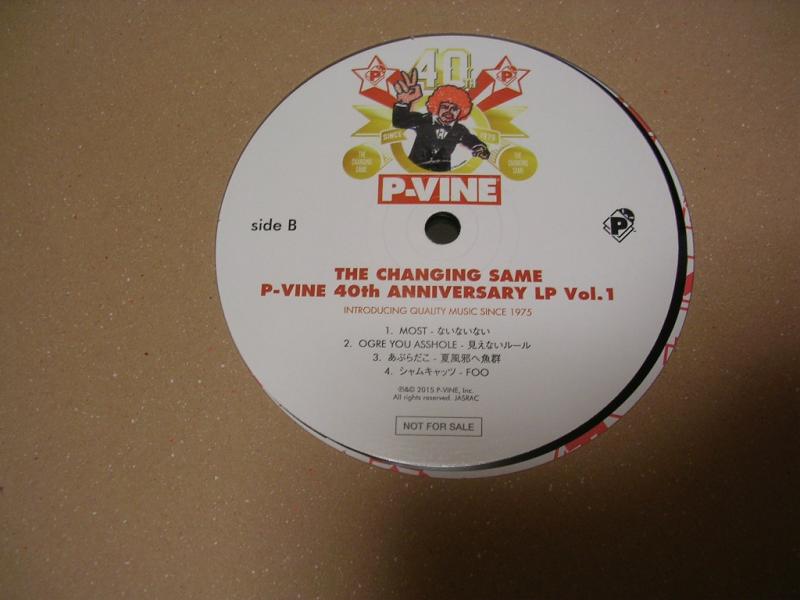 40
TH
P
P
SINCE 1975
THE
CHANGING
SAME
THE
CHANGING
SAME
P-VINE
side B
P
THE CHANGING SAME
P-VINE 40th ANNIVERSARY LP Vol.1
INTRODUCING QUALITY MUSIC SINCE 1975
1. MOST - ないないない
2. OGRE YOU ASSHOLE - 見えないルール
3. あぶらだこ - 夏風邪へ魚群
4. シャムキャッツ - FOO
℗&© 2015 P-VINE, Inc.
All rights reserved. JASRAC
NOT FOR SALE